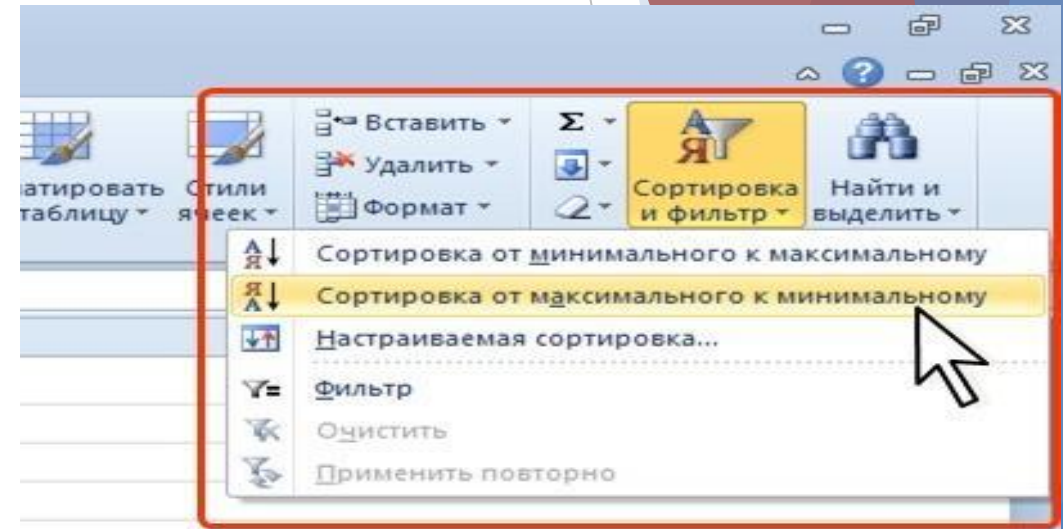 Вставить
Удалить
Формат
Σ
атировать
таблицу
Стили
ячеек
Сортировка
и фильтр
Найти и
выделить
Сортировка от минимального к максимальному
Сортировка от максимального к минимальному
Настраиваемая сортировка...
Фильтр
Очистить
Применить повторно